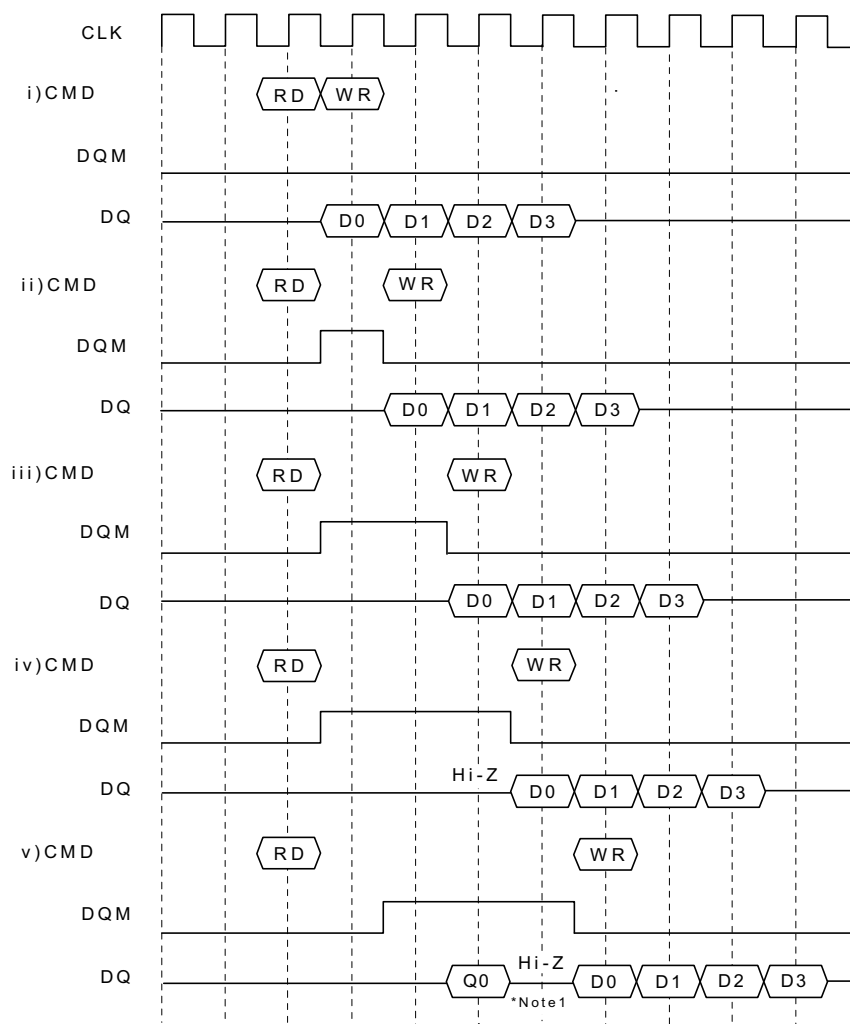 CLK
i)CMD RD WR
DQM
DQ D0 D1 D2 D3
ii)CMD RD WR
DQM
DQ D0 D1 D2 D3
iii)CMD RD WR
DQM
DQ D0 D1 D2 D3
iv)CMD RD WR
DQM
DQ Hi-Z D0 D1 D2 D3
v)CMD RD WR
DQM
DQ Q0 Hi-Z D0 D1 D2 D3
*Note1